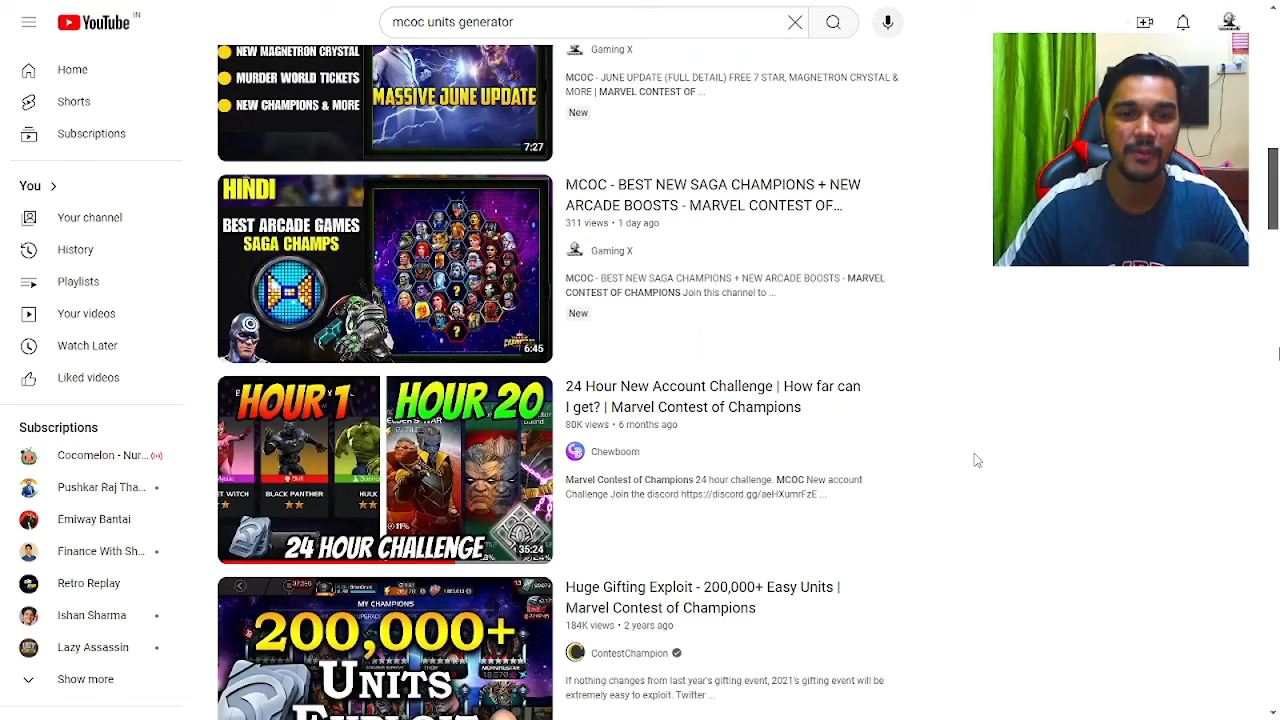 YouTube IN
mcoc units generator
Home
Shorts
Subscriptions
You
Your channel
History
Playlists
Your videos
Watch Later
Liked videos
Subscriptions
Cocomelon - Nur...
Pushkar Raj Tha...
Emiway Bantai
Finance With Sh...
Retro Replay
Ishan Sharma
Lazy Assassin
Show more
NEW MAGNETRON CRYSTAL
MURDER WORLD TICKETS
NEW CHAMPIONS & MORE
MASSIVE JUNE UPDATE
7:27
Gaming X
MCOC - JUNE UPDATE (FULL DETAIL) FREE 7 STAR, MAGNETRON CRYSTAL &
MORE | MARVEL CONTEST OF ...
New
HINDI
BEST ARCADE GAMES
SAGA CHAMPS
6:45
MCOC - BEST NEW SAGA CHAMPIONS + NEW
ARCADE BOOSTS - MARVEL CONTEST OF...
311 views • 1 day ago
Gaming X
MCOC - BEST NEW SAGA CHAMPIONS + NEW ARCADE BOOSTS - MARVEL
CONTEST OF CHAMPIONS Join this channel to ...
New
HOUR 1
HOUR 20
BLACK PANTHER
HULK
24 HOUR CHALLENGE
35:24
24 Hour New Account Challenge | How far can
I get? | Marvel Contest of Champions
80K views • 6 months ago
Chewboom
Marvel Contest of Champions 24 hour challenge. MCOC New account
Challenge Join the discord https://discord.gg/aeHXumrFzE ...
MY CHAMPIONS
200,000+
UNITS
EXPLOIT
Huge Gifting Exploit - 200,000+ Easy Units |
Marvel Contest of Champions
184K views • 2 years ago
ContestChampion
If nothing changes from last year's gifting event, 2021's gifting event will be
extremely easy to exploit. Twitter ...